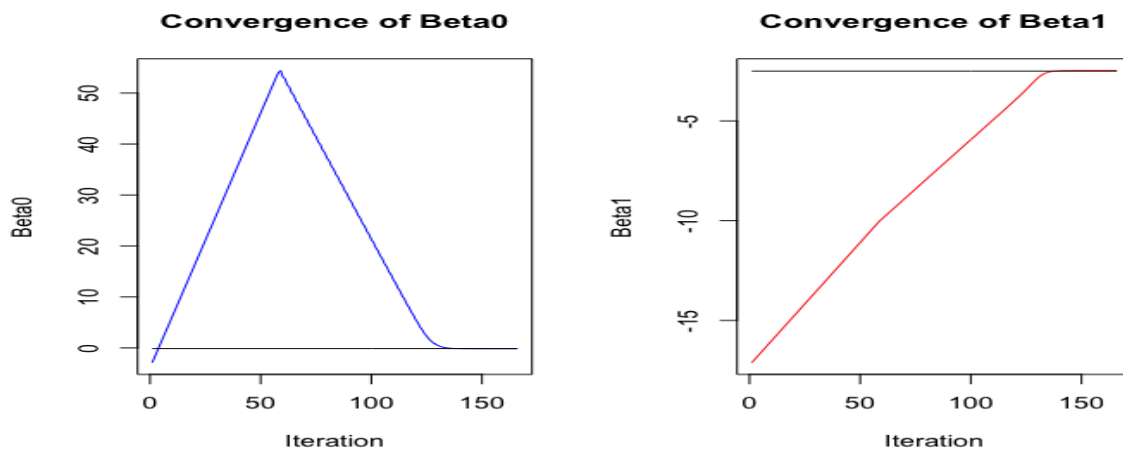 Convergence of Beta0
Beta0
50
40
30
20
10
0
0 50 100 150
Iteration
Convergence of Beta1
Beta1
-5
-10
-15
0 50 100 150
Iteration